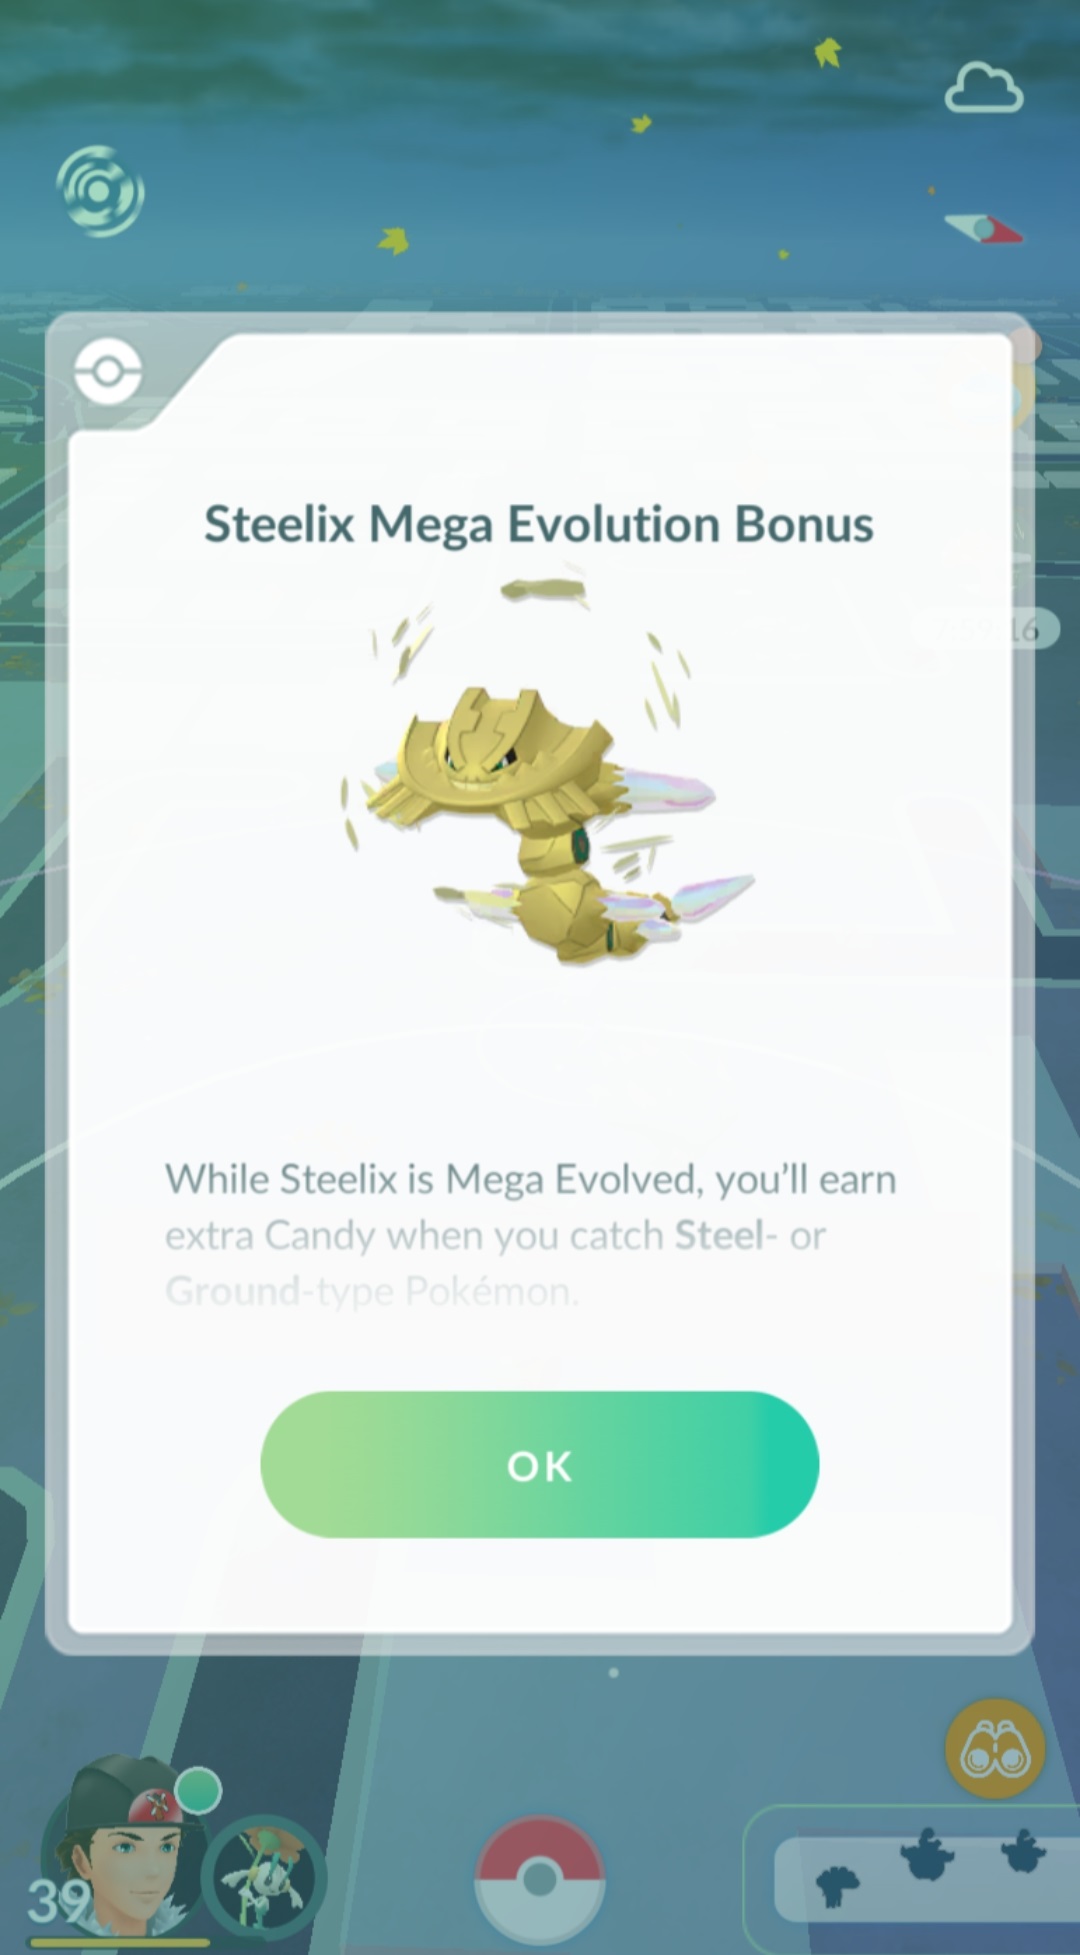 Steelix Mega Evolution Bonus
7:59:16
While Steelix is Mega Evolved, you’ll earn
extra Candy when you catch Steel- or
Ground-type Pokémon.
OK
39